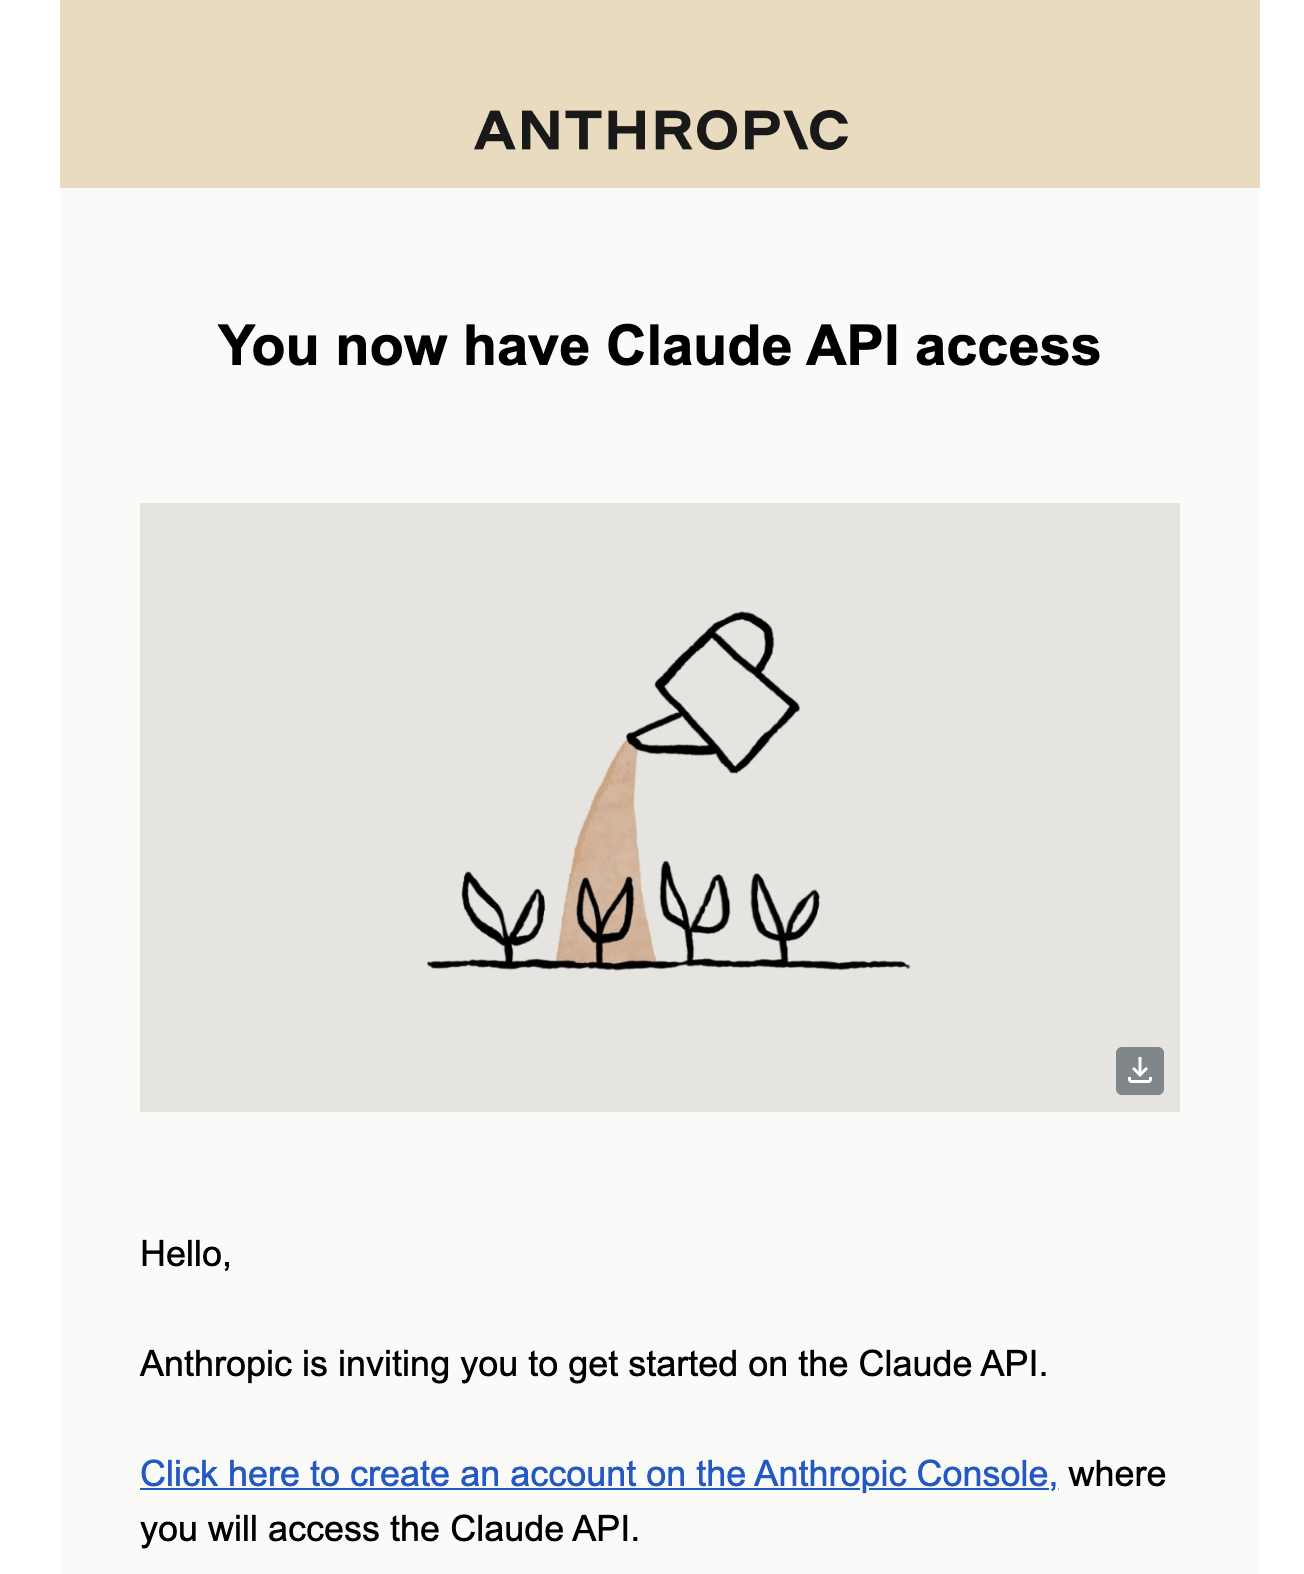 ANTHROP\C
You now have Claude API access
Hello,
Anthropic is inviting you to get started on the Claude API.
Click here to create an account on the Anthropic Console, where
you will access the Claude API.